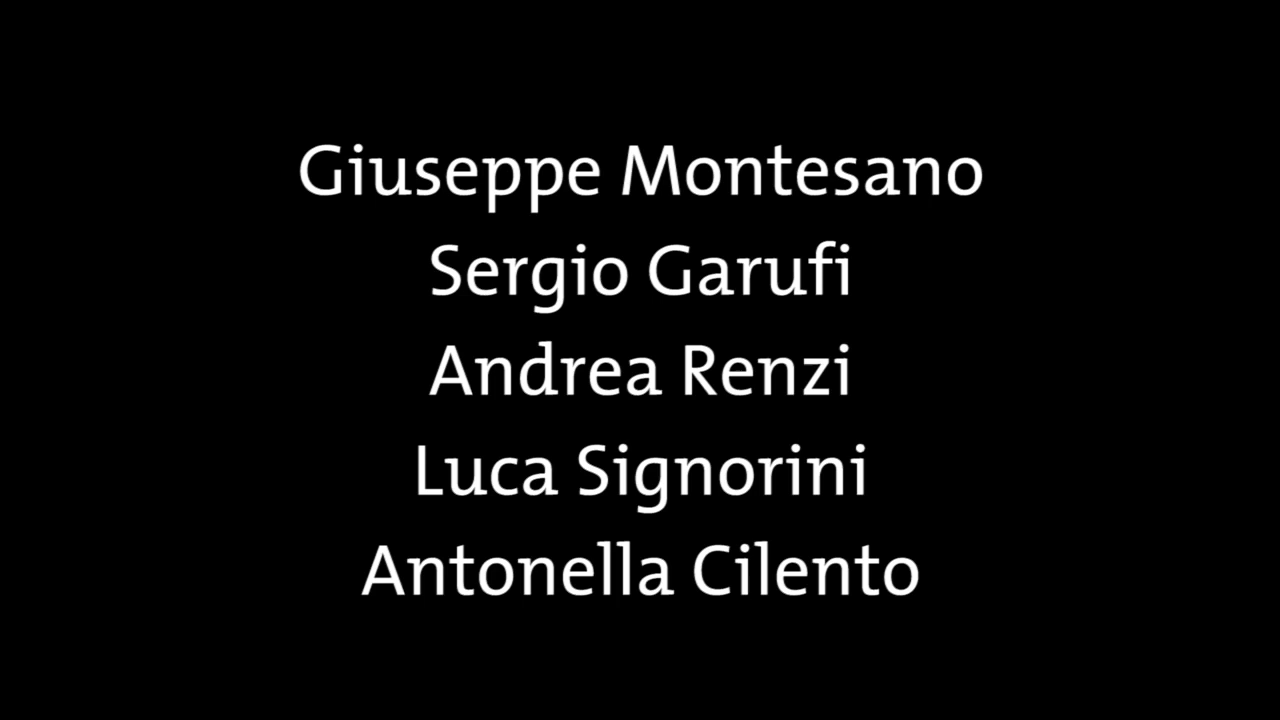 Giuseppe Montesano
Sergio Garufi
Andrea Renzi
Luca Signorini
Antonella Cilento